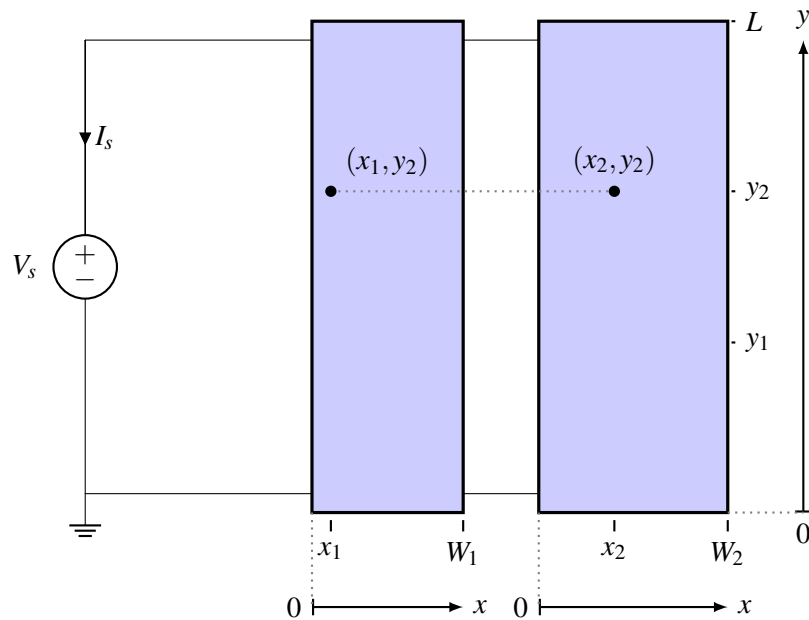 L
y
I_s
(x_1, y_2)
(x_2, y_2)
y_2
V_s
+
−
y_1
0
x_1
W_1
x_2
W_2
0
x
0
x